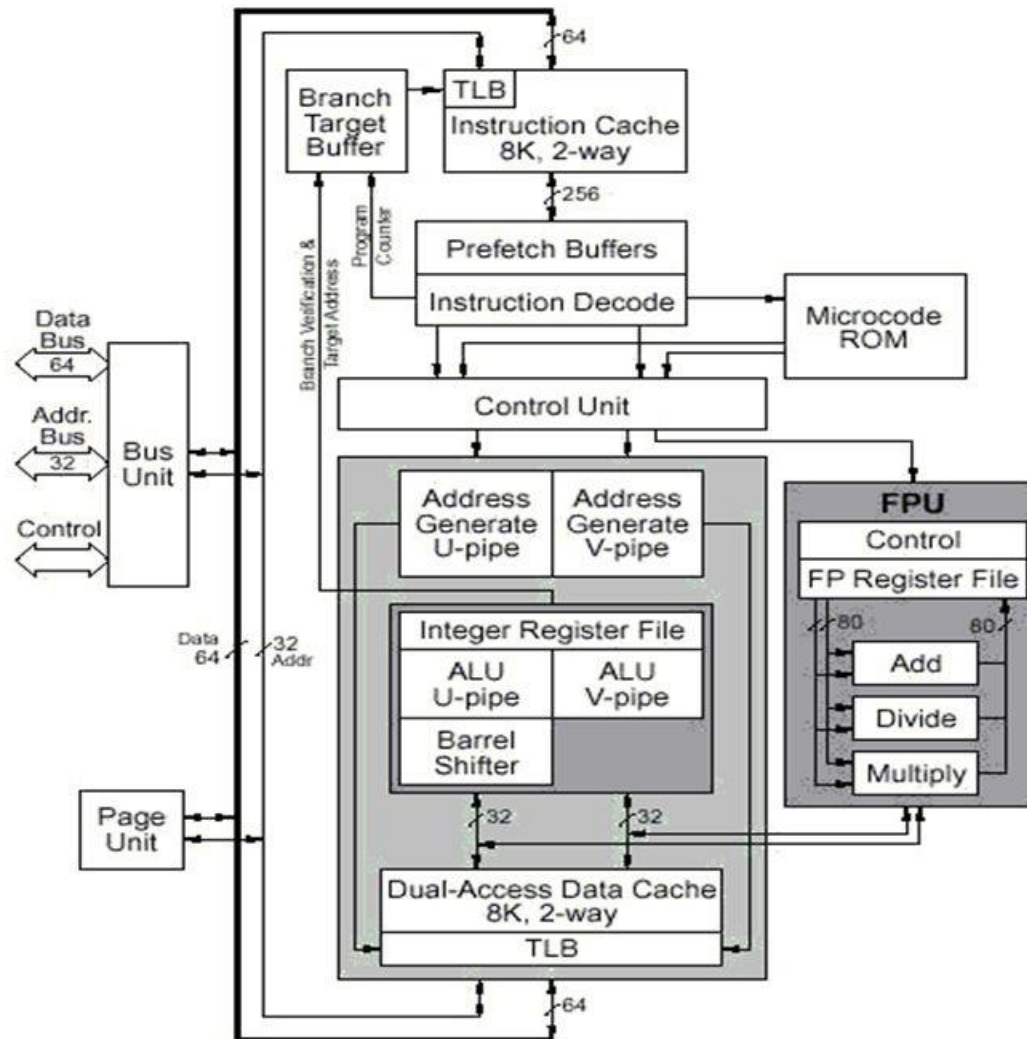 64
TLB
Instruction Cache
8K, 2-way
Branch
Target
Buffer
256
Branch Verification &
Target Address
Program
Counter
Prefetch Buffers
Instruction Decode
Microcode
ROM
Control Unit
Data
Bus
64
Addr.
Bus
32
Control
Bus
Unit
Address
Generate
U-pipe
Address
Generate
V-pipe
FPU
Control
FP Register File
80
80
Add
Divide
Multiply
Integer Register File
ALU
U-pipe
ALU
V-pipe
Barrel
Shifter
Data
64
32
Addr
32
32
Page
Unit
Dual-Access Data Cache
8K, 2-way
TLB
64